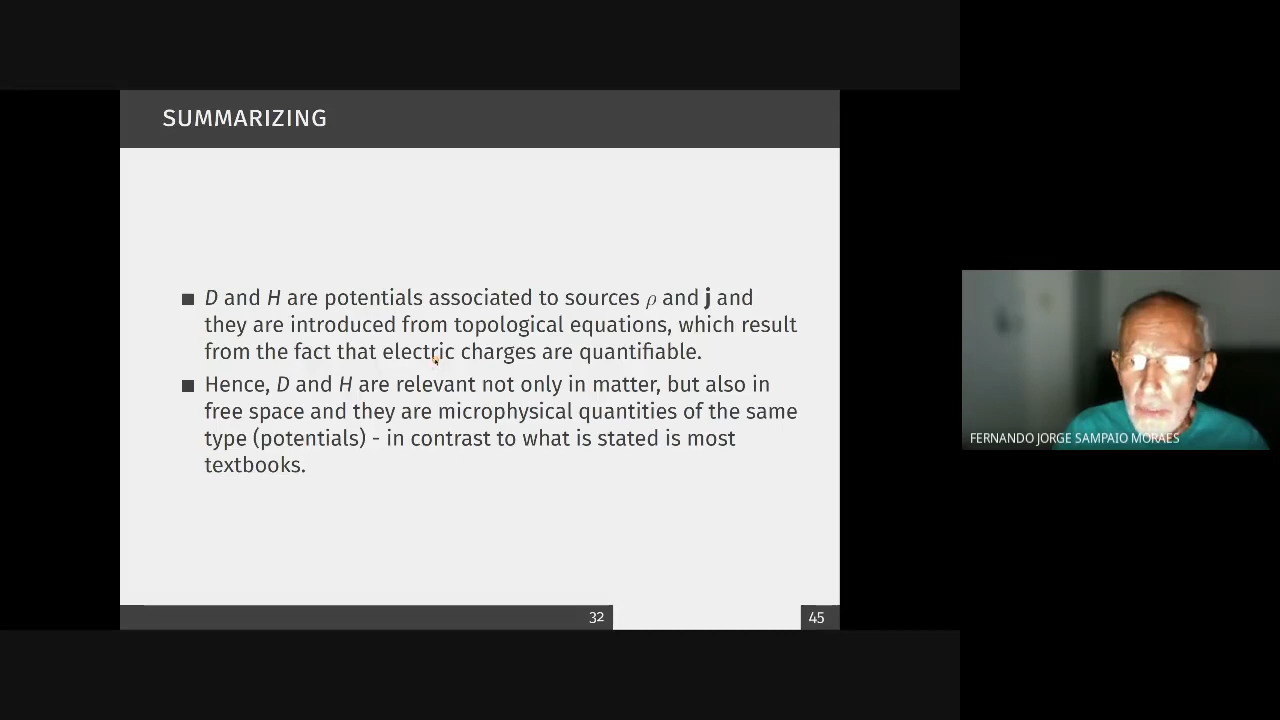 SUMMARIZING
■ D and H are potentials associated to sources ρ and j and
they are introduced from topological equations, which result
from the fact that electric charges are quantifiable.
■ Hence, D and H are relevant not only in matter, but also in
free space and they are microphysical quantities of the same
type (potentials) - in contrast to what is stated is most
textbooks.
32
45
FERNANDO JORGE SAMPAIO MORAES